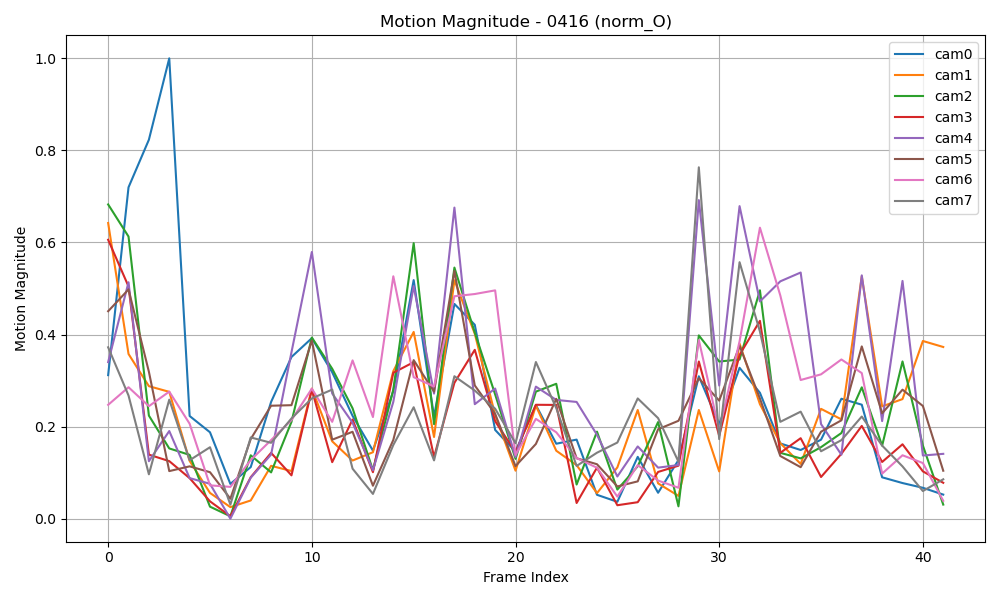 Motion Magnitude - 0416 (norm_O)
Motion Magnitude
1.0
0.8
0.6
0.4
0.2
0.0
0
10
20
30
40
Frame Index
cam0
cam1
cam2
cam3
cam4
cam5
cam6
cam7